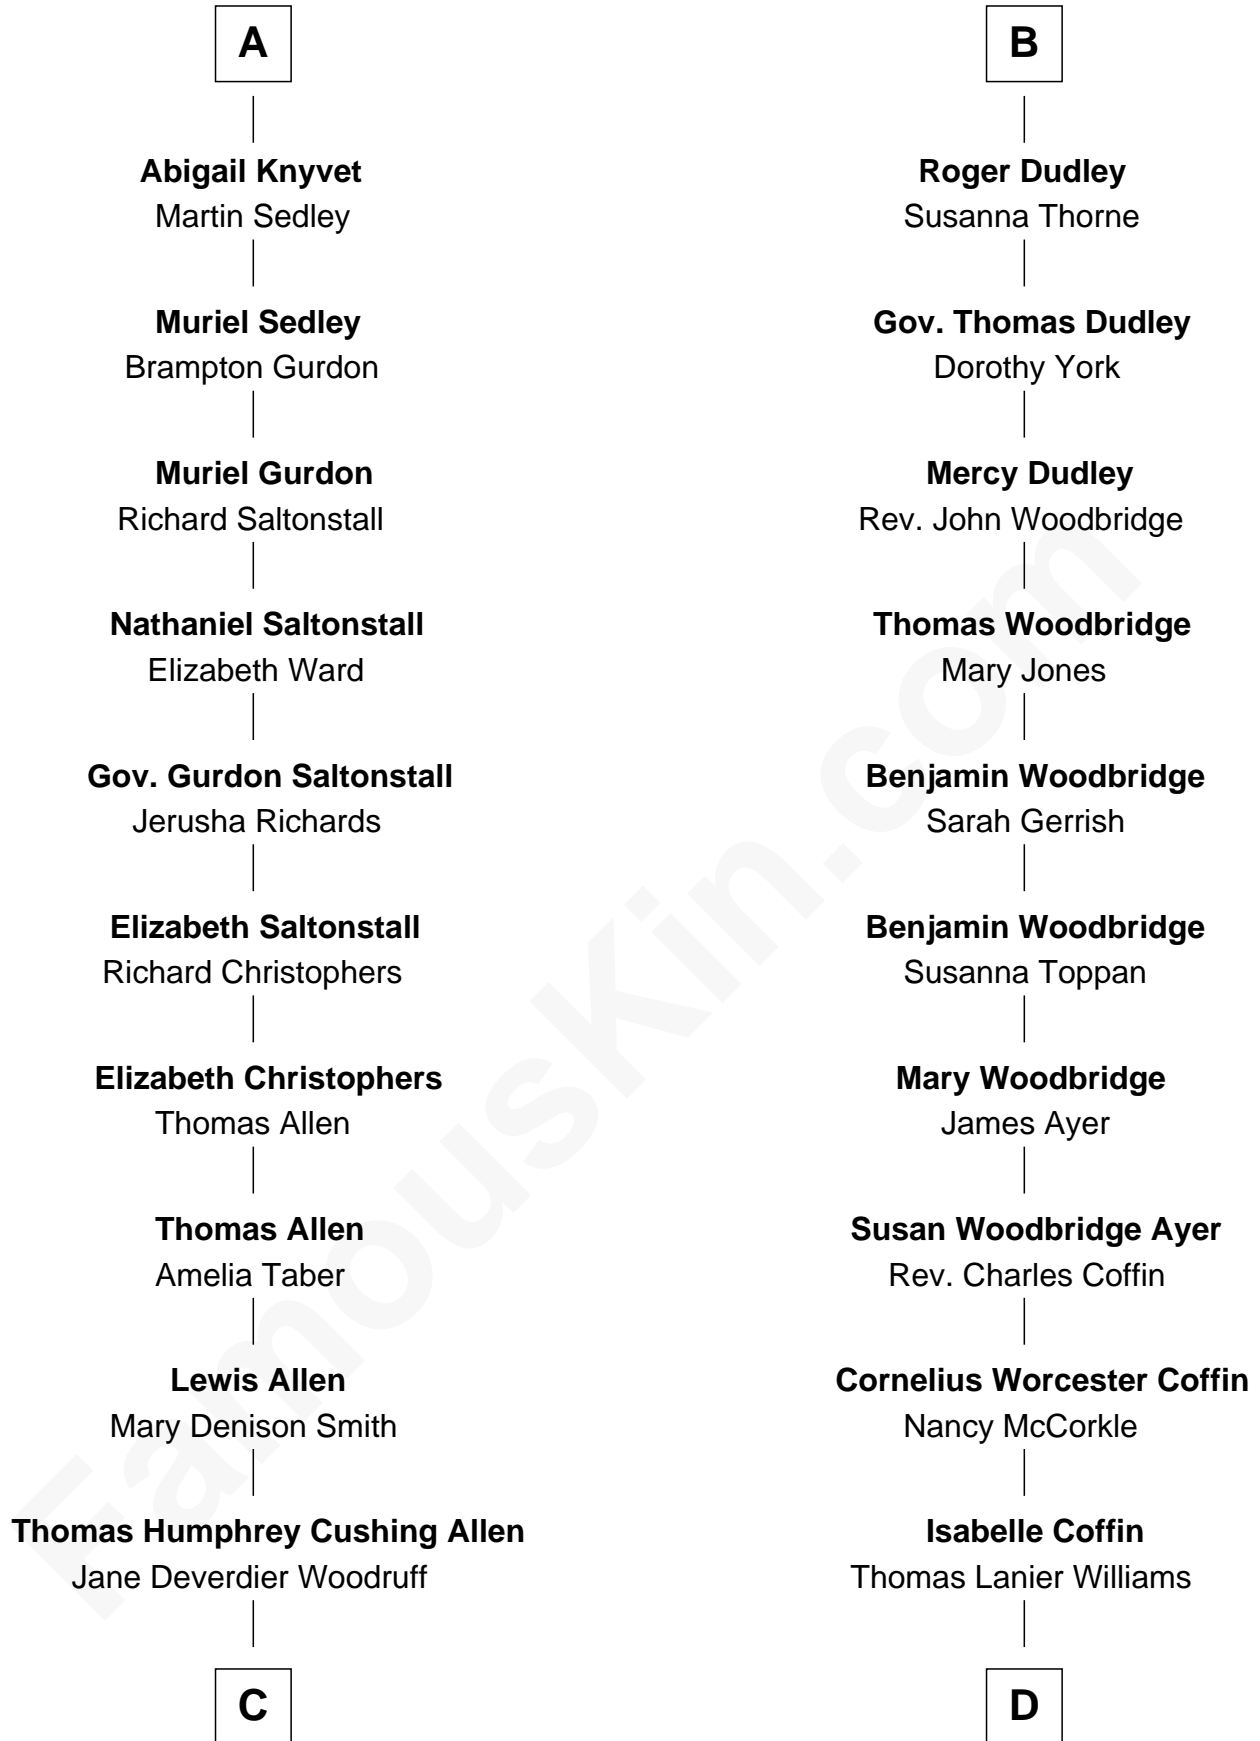 A
Abigail Knyvet
Martin Sedley
Muriel Sedley
Brampton Gurdon
Muriel Gurdon
Richard Saltonstall
Nathaniel Saltonstall
Elizabeth Ward
Gov. Gurdon Saltonstall
Jerusha Richards
Elizabeth Saltonstall
Richard Christophers
Elizabeth Christophers
Thomas Allen
Thomas Allen
Amelia Taber
Lewis Allen
Mary Denison Smith
Thomas Humphrey Cushing Allen
Jane Deverdier Woodruff
C
B
Roger Dudley
Susanna Thorne
Gov. Thomas Dudley
Dorothy York
Mercy Dudley
Rev. John Woodbridge
Thomas Woodbridge
Mary Jones
Benjamin Woodbridge
Sarah Gerrish
Benjamin Woodbridge
Susanna Toppan
Mary Woodbridge
James Ayer
Susan Woodbridge Ayer
Rev. Charles Coffin
Cornelius Worcester Coffin
Nancy McCorkle
Isabelle Coffin
Thomas Lanier Williams
D
FamousKin.com